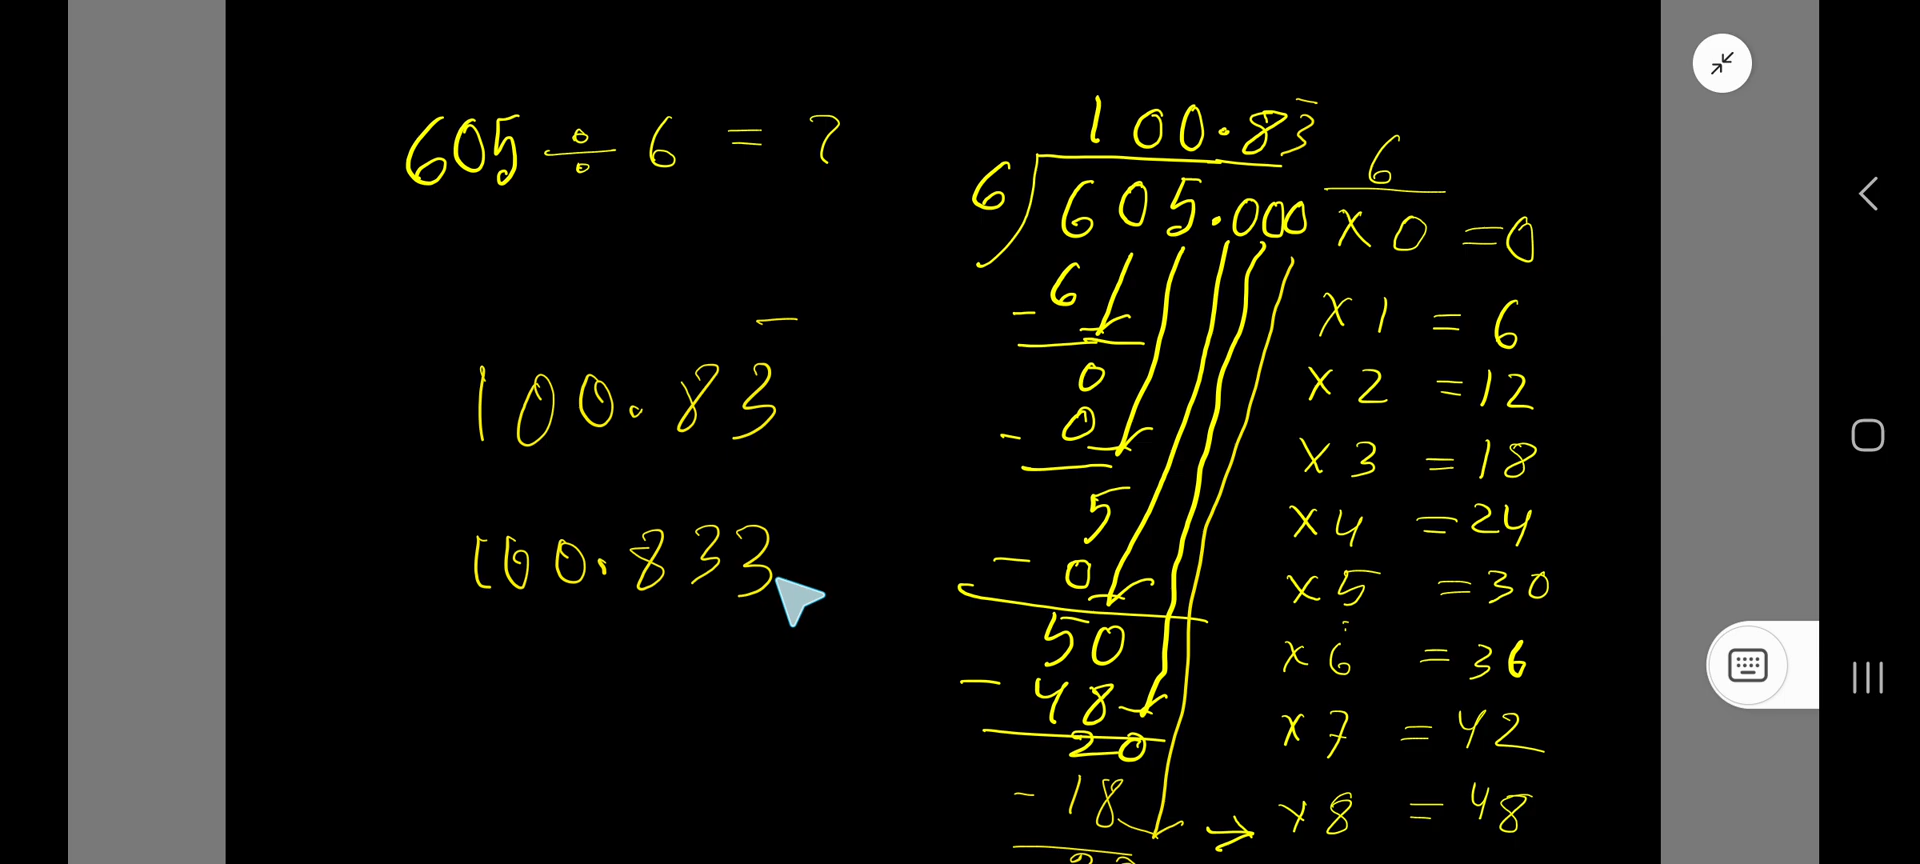 605 ÷ 6 = ?
100.83̅
100.833
100.83̅
6
605.000
- 6
0
- 0
5
- 0
50
- 48
20
- 18
6
× 0 = 0
× 1 = 6
× 2 = 12
× 3 = 18
× 4 = 24
× 5 = 30
× 6 = 36
× 7 = 42
→ × 8 = 48